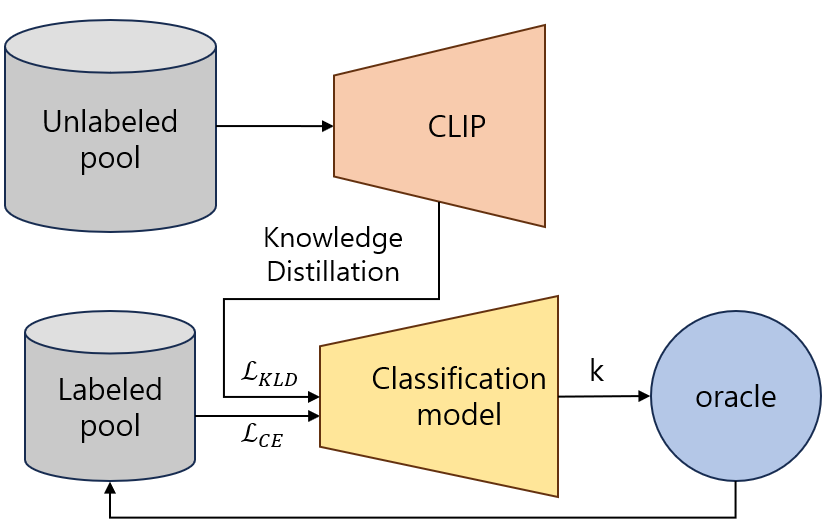 Unlabeled
pool
CLIP
Knowledge
Distillation
Labeled
pool
ℒ_KLD
ℒ_CE
Classification
model
k
oracle